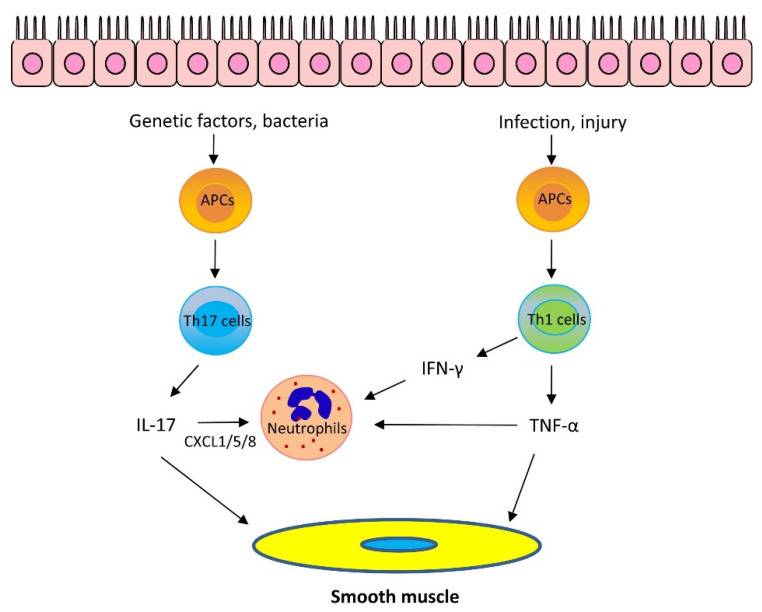 Genetic factors, bacteria
Infection, injury
APCs
APCs
Th17 cells
Th1 cells
IFN-γ
IL-17
CXCL1/5/8
Neutrophils
TNF-α
Smooth muscle